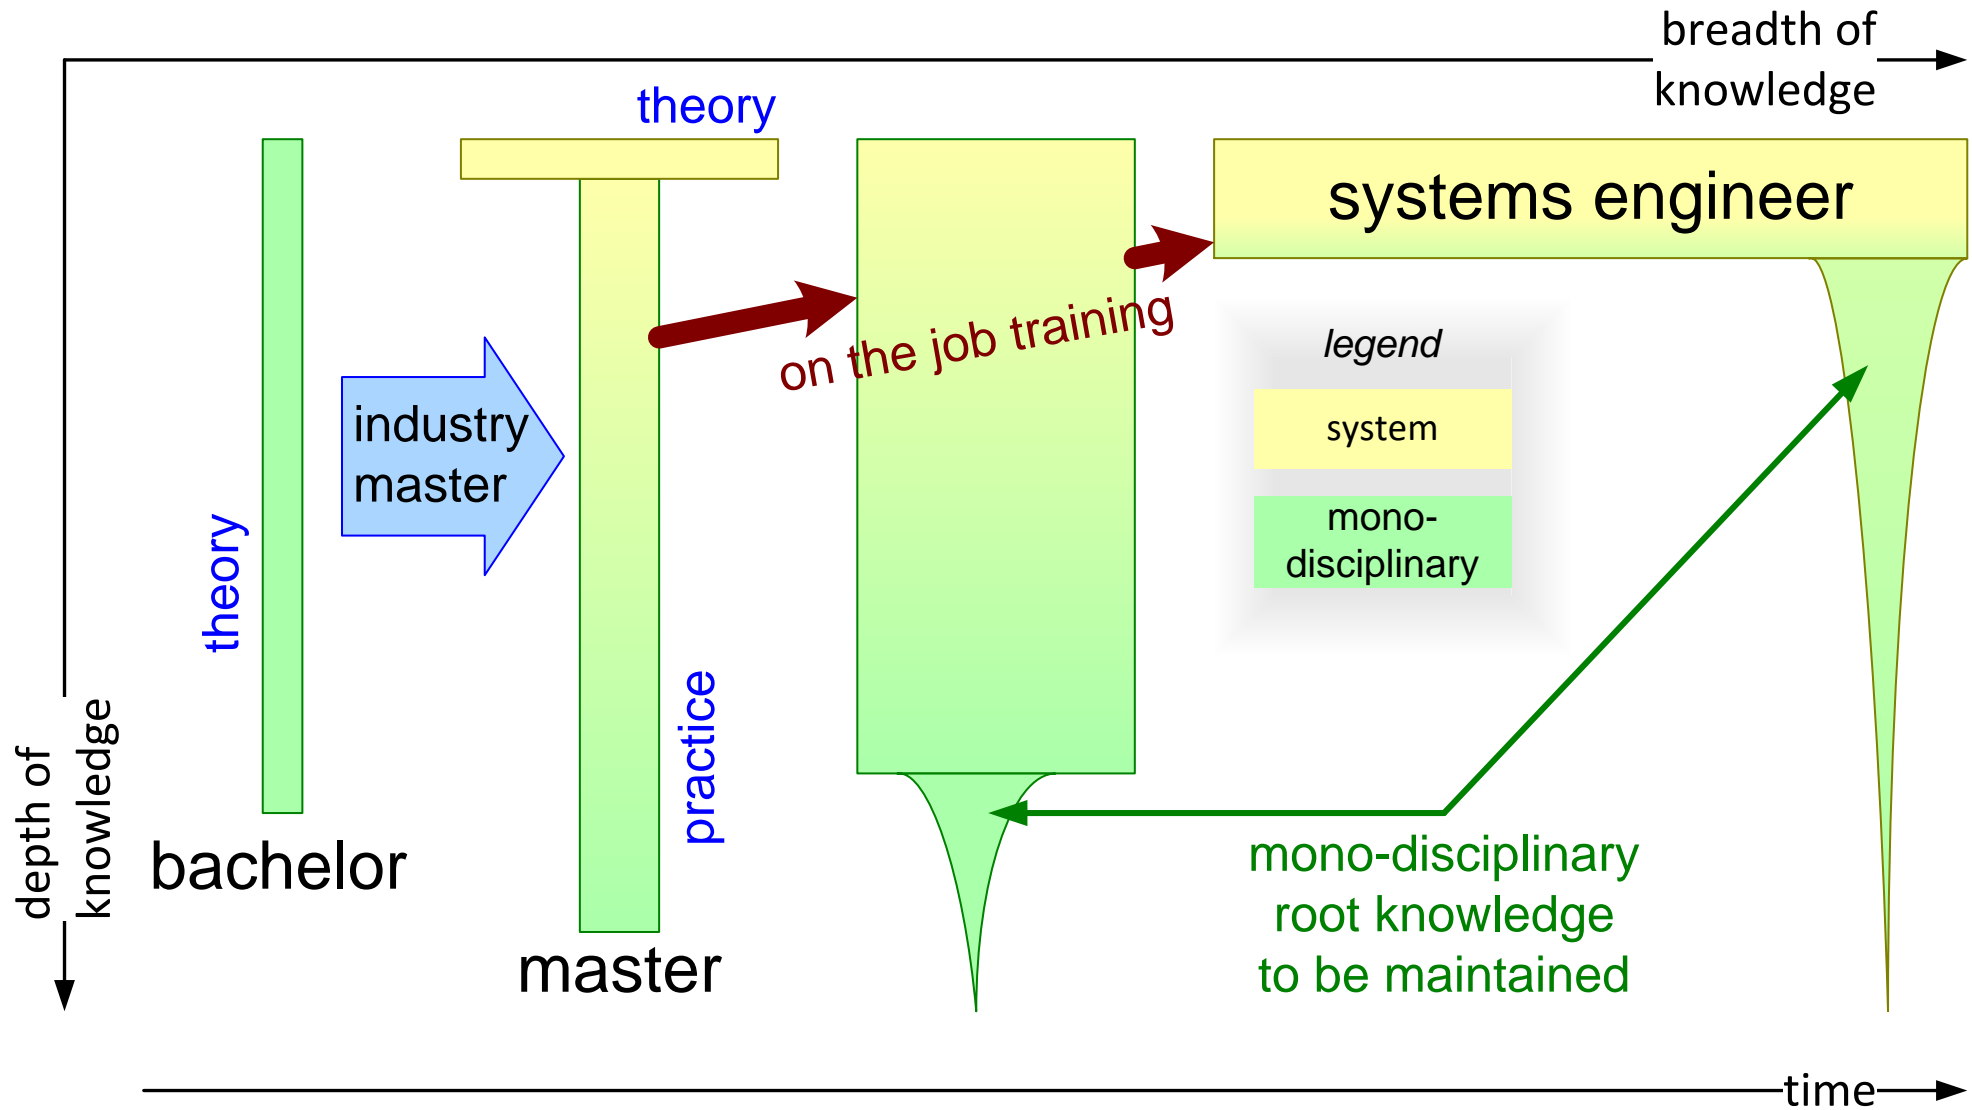 breadth of
knowledge
theory
systems engineer
on the job training
legend
system
mono-
disciplinary
industry
master
theory
practice
depth of
knowledge
bachelor
master
mono-disciplinary
root knowledge
to be maintained
time